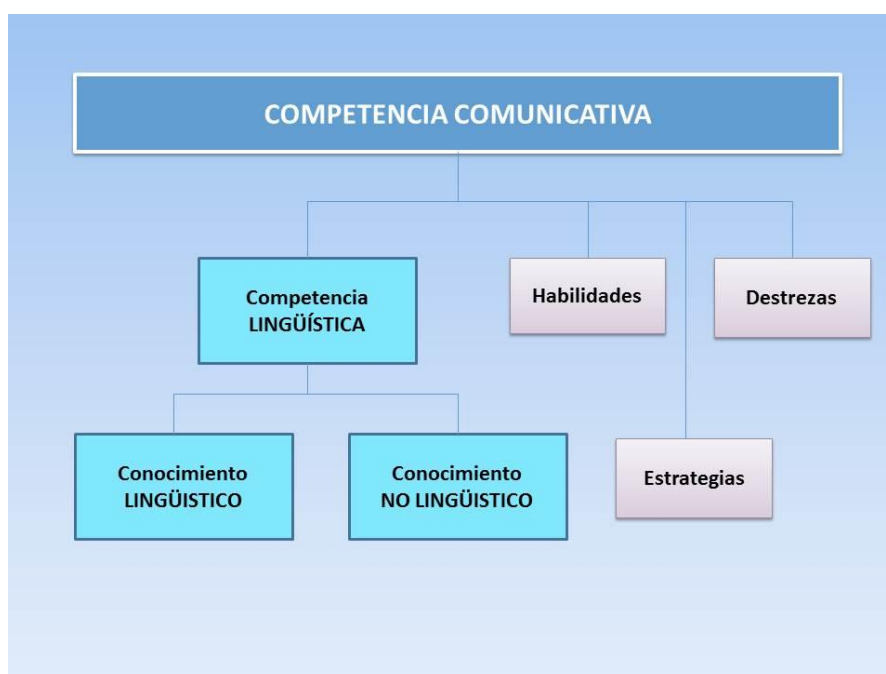 COMPETENCIA COMUNICATIVA
Competencia
LINGÜÍSTICA
Habilidades
Destrezas
Conocimiento
LINGÜISTICO
Conocimiento
NO LINGÜISTICO
Estrategias